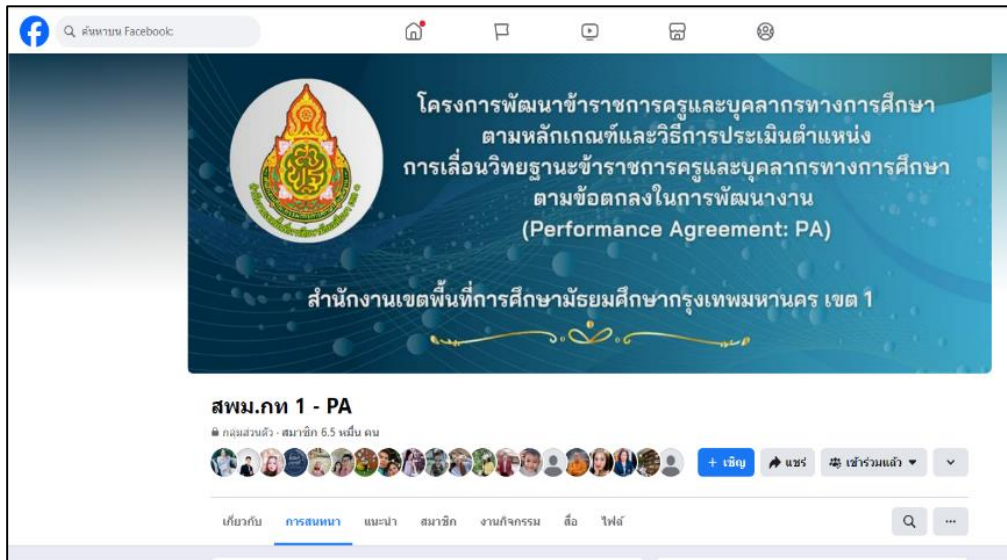 ค้นหาบน Facebook
โครงการพัฒนาข้าราชการครูและบุคลากรทางการศึกษา
ตามหลักเกณฑ์และวิธีการประเมินตำแหน่ง
การเลื่อนวิทยฐานะข้าราชการครูและบุคลากรทางการศึกษา
ตามข้อตกลงในการพัฒนางาน
(Performance Agreement: PA)
สำนักงานเขตพื้นที่การศึกษามัธยมศึกษากรุงเทพมหานคร เขต 1
สพม.กท 1 - PA
กลุ่มส่วนตัว · สมาชิก 6.5 หมื่น คน
+ เชิญ แชร์ เข้าร่วมแล้ว
เกี่ยวกับ การสนทนา แนะนำ สมาชิก งานกิจกรรม สื่อ ไฟล์